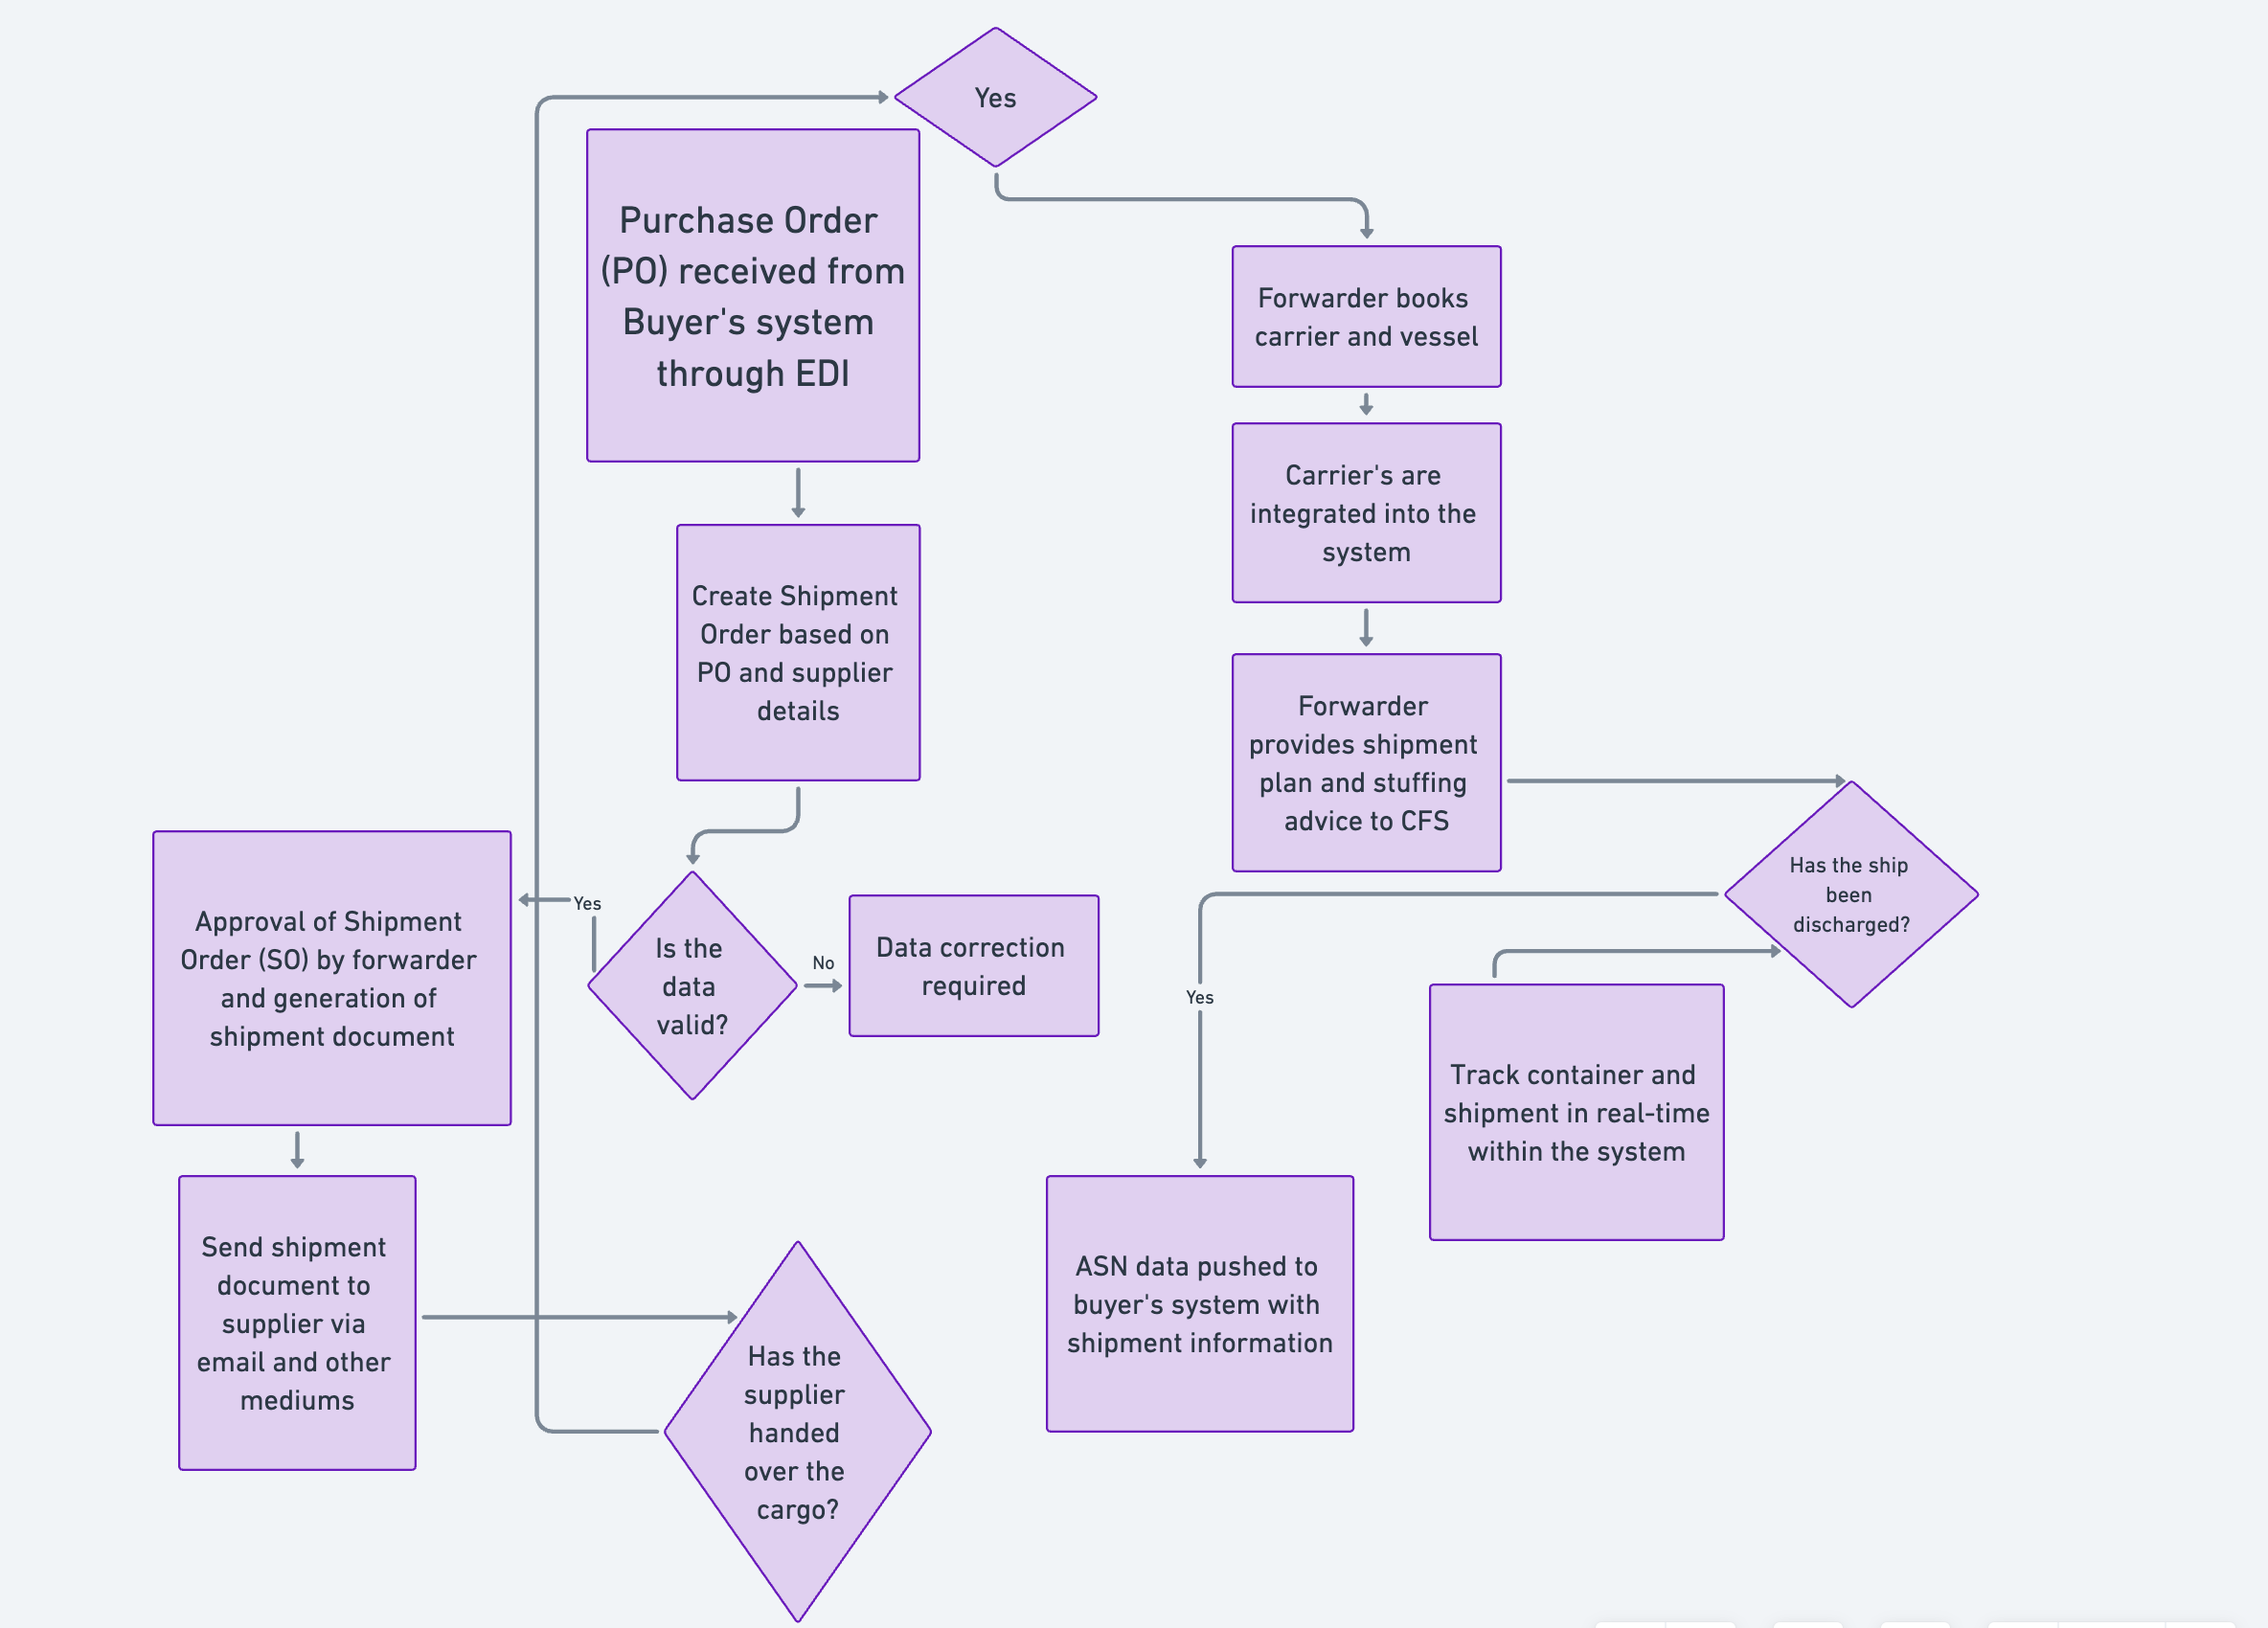 Yes
Purchase Order
(PO) received from
Buyer's system
through EDI
Create Shipment
Order based on
PO and supplier
details
Is the
data
valid?
Yes
No
Data correction
required
Approval of Shipment
Order (SO) by forwarder
and generation of
shipment document
Send shipment
document to
supplier via
email and other
mediums
Has the
supplier
handed
over the
cargo?
Forwarder books
carrier and vessel
Carrier's are
integrated into the
system
Forwarder
provides shipment
plan and stuffing
advice to CFS
Has the ship
been
discharged?
Yes
Track container and
shipment in real-time
within the system
ASN data pushed to
buyer's system with
shipment information